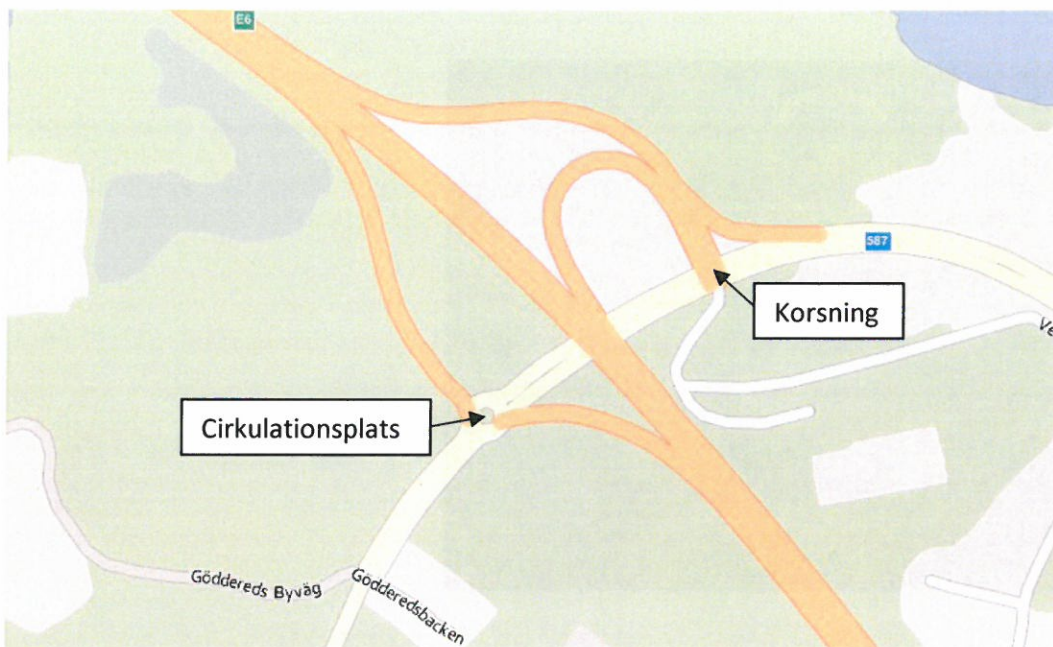 E6
587
Korsning
Ve
Cirkulationsplats
Göddereds Byväg
Gödderedsbacken